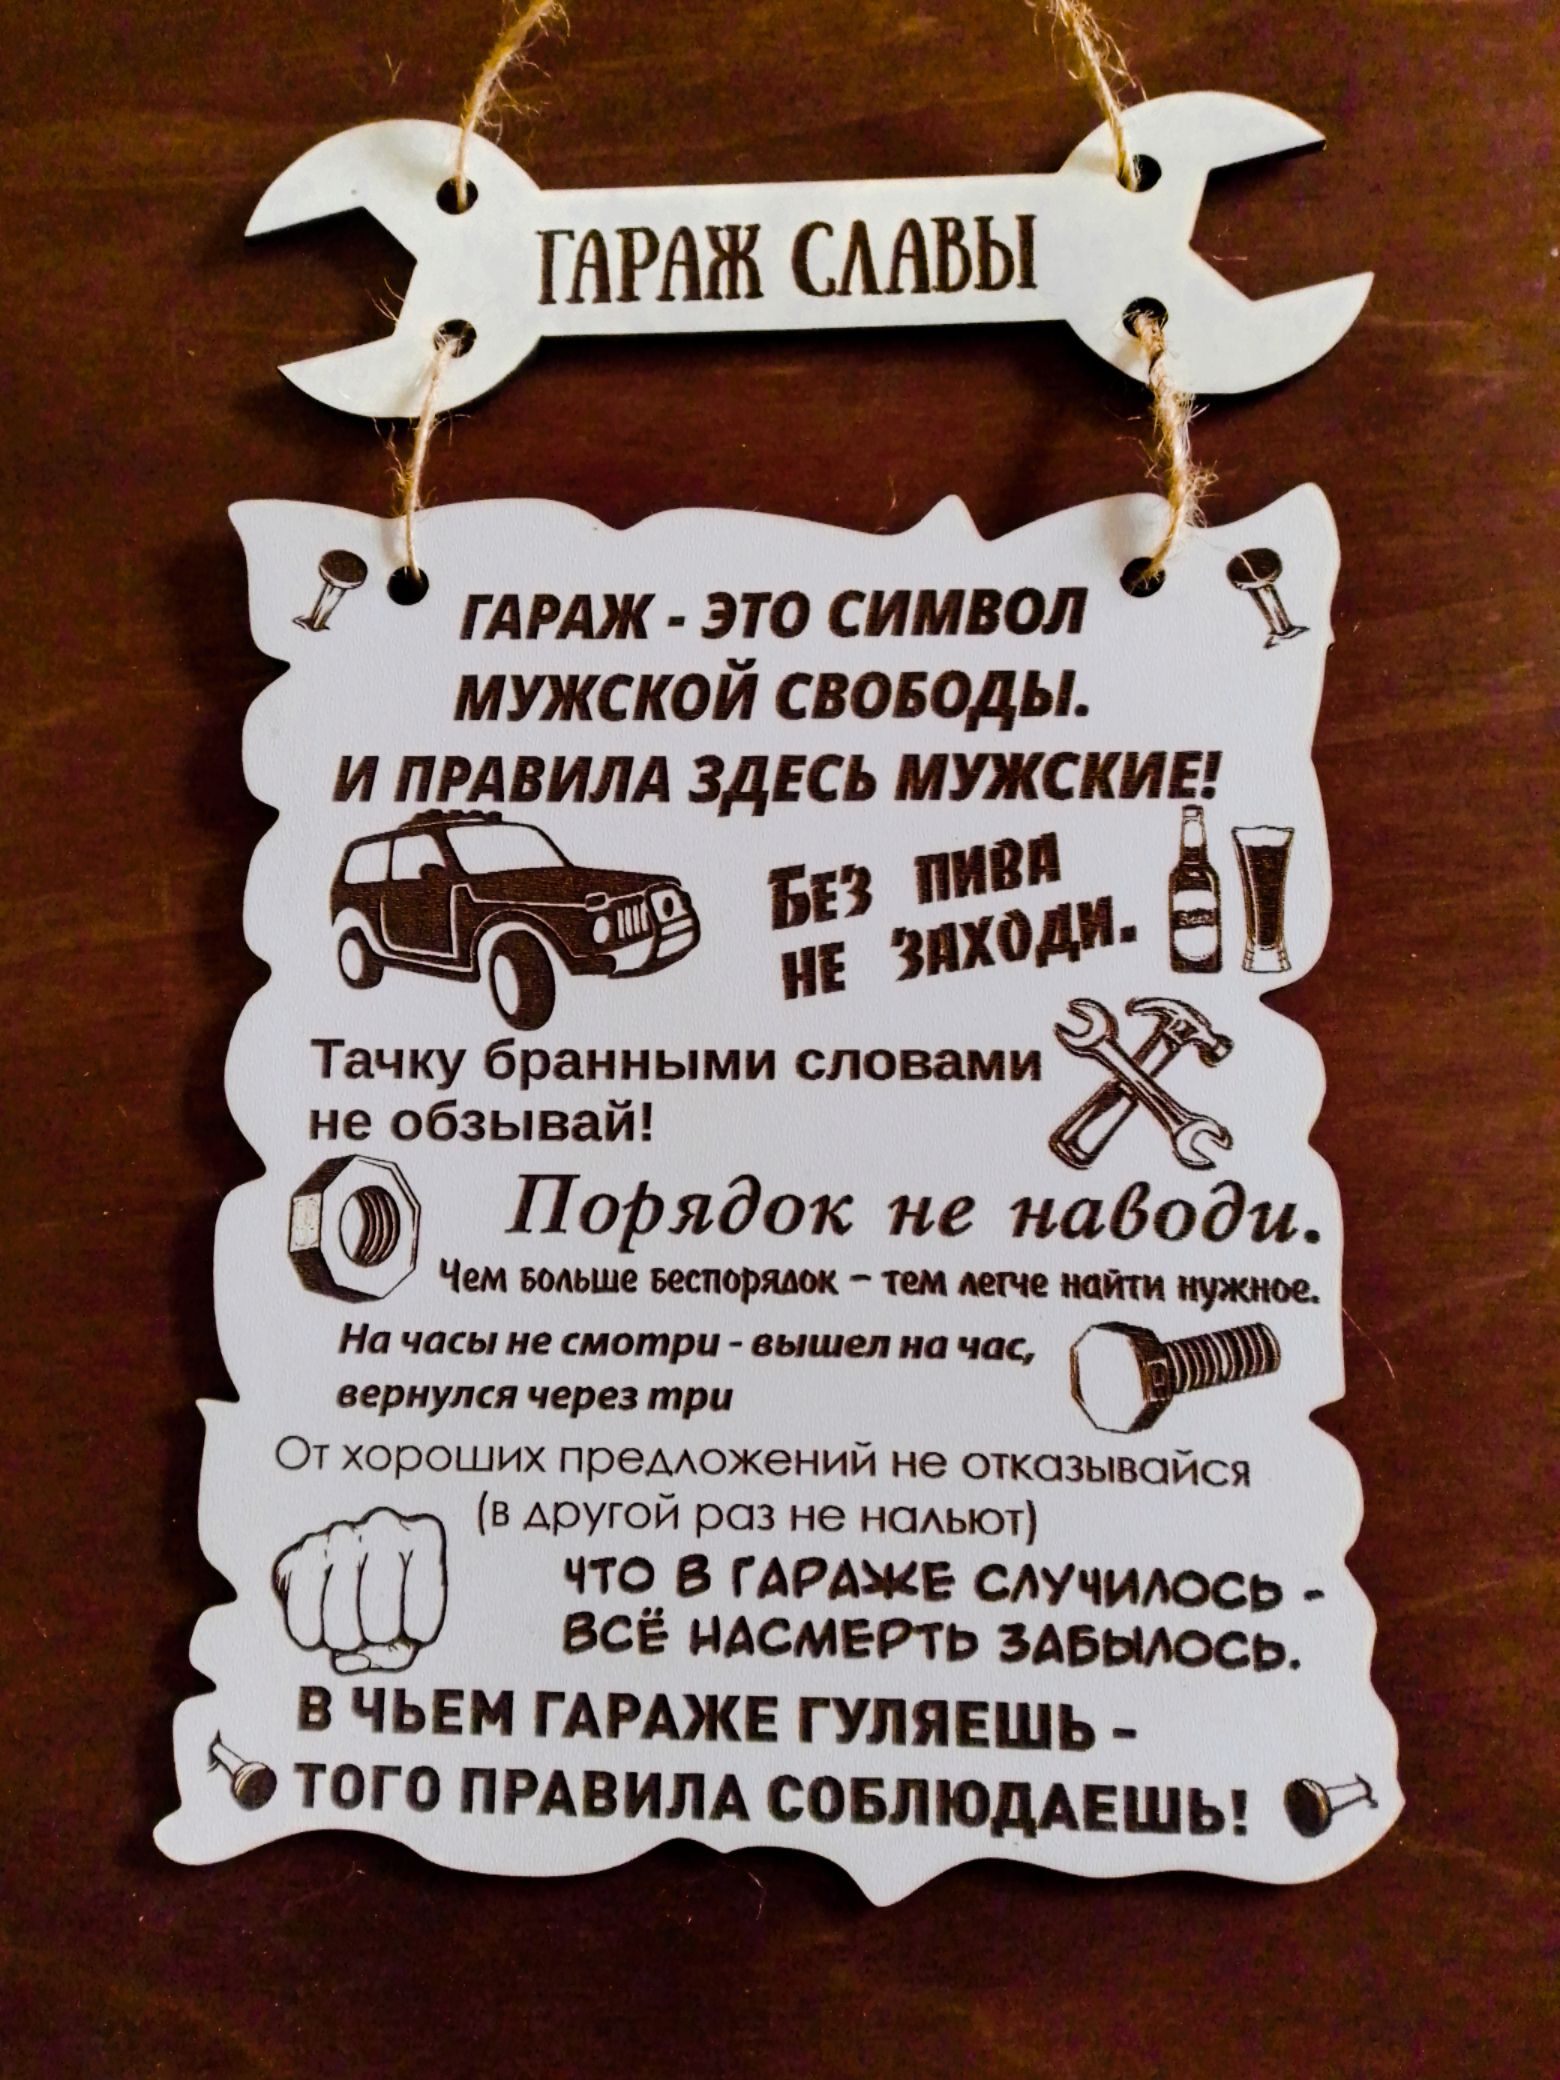 ГАРАЖ СЛАВЫ
ГАРАЖ - ЭТО СИМВОЛ
МУЖСКОЙ СВОБОДЫ.
И ПРАВИЛА ЗДЕСЬ МУЖСКИЕ!
БЕЗ ПИВА
НЕ ЗАХОДИ.
Beer
Тачку бранными словами
не обзывай!
Порядок не наводи.
Чем больше беспорядок – тем легче найти нужное.
На часы не смотри - вышел на час,
вернулся через три
От хороших предложений не отказывайся
(в другой раз не нальют)
ЧТО В ГАРАЖЕ СЛУЧИЛОСЬ -
ВСЁ НАСМЕРТЬ ЗАБЫЛОСЬ.
В ЧЬЕМ ГАРАЖЕ ГУЛЯЕШЬ -
ТОГО ПРАВИЛА СОБЛЮДАЕШЬ!